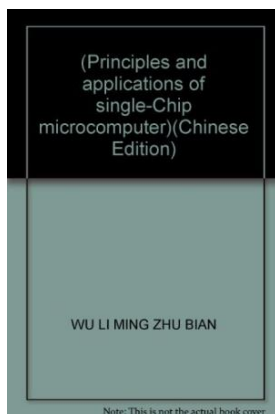 (Principles and
applications of
single-Chip
microcomputer)(Chinese
Edition)
WU LI MING ZHU BIAN
Note: This is not the actual book cover